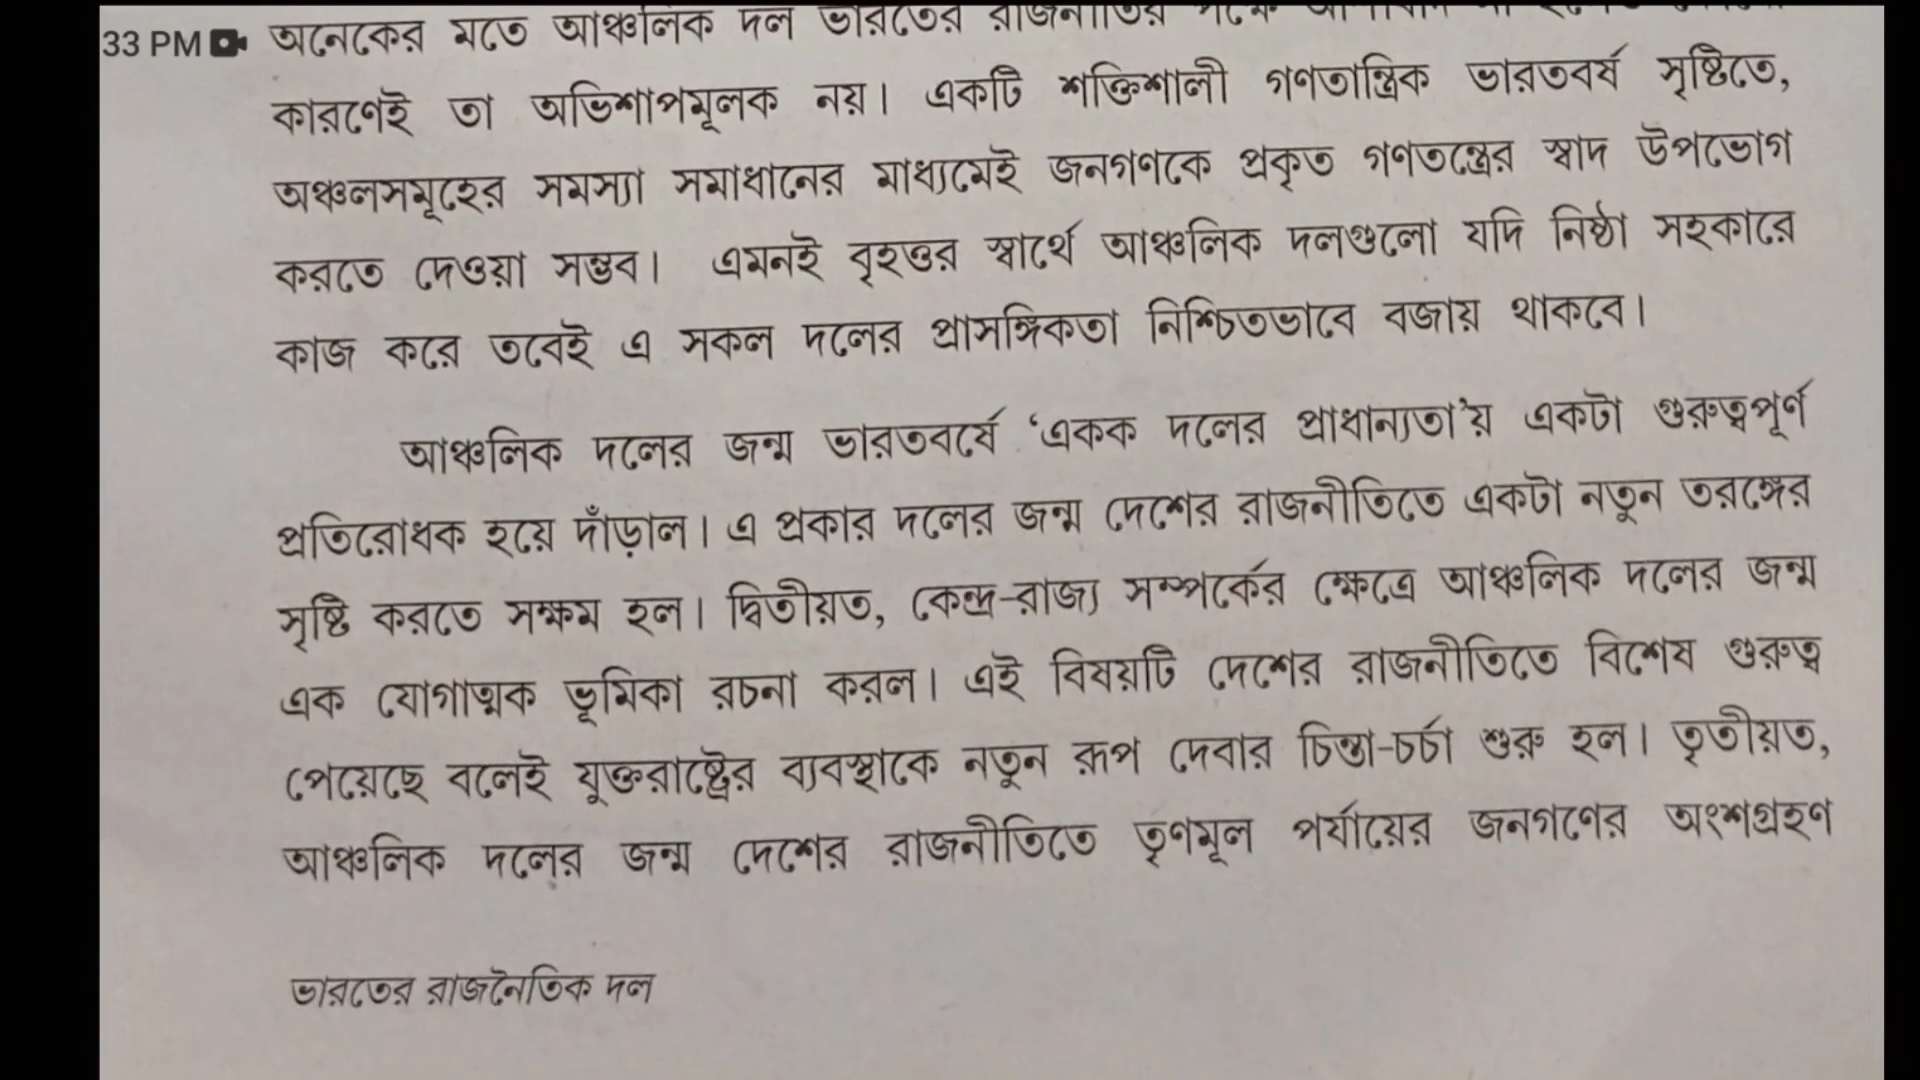 33 PM
অনেকের মতে আঞ্চলিক দল ভারতের রাজনীতির পক্ষে
কারণেই তা অভিশাপমূলক নয়। একটি শক্তিশালী গণতান্ত্রিক ভারতবর্ষ সৃষ্টিতে,
অঞ্চলসমূহের সমস্যা সমাধানের মাধ্যমেই জনগণকে প্রকৃত গণতন্ত্রের স্বাদ উপভোগ
করতে দেওয়া সম্ভব। এমনই বৃহত্তর স্বার্থে আঞ্চলিক দলগুলো যদি নিষ্ঠা সহকারে
কাজ করে তবেই এ সকল দলের প্রাসঙ্গিকতা নিশ্চিতভাবে বজায় থাকবে।
আঞ্চলিক দলের জন্ম ভারতবর্ষে ‘একক দলের প্রাধান্যতা’য় একটা গুরুত্বপূর্ণ
প্রতিরোধক হয়ে দাঁড়াল। এ প্রকার দলের জন্ম দেশের রাজনীতিতে একটা নতুন তরঙ্গের
সৃষ্টি করতে সক্ষম হল। দ্বিতীয়ত, কেন্দ্র-রাজ্য সম্পর্কের ক্ষেত্রে আঞ্চলিক দলের জন্ম
এক যোগাত্মক ভূমিকা রচনা করল। এই বিষয়টি দেশের রাজনীতিতে বিশেষ গুরুত্ব
পেয়েছে বলেই যুক্তরাষ্ট্রের ব্যবস্থাকে নতুন রূপ দেবার চিন্তা-চর্চা শুরু হল। তৃতীয়ত,
আঞ্চলিক দলের জন্ম দেশের রাজনীতিতে তৃণমূল পর্যায়ের জনগণের অংশগ্রহণ
ভারতের রাজনৈতিক দল